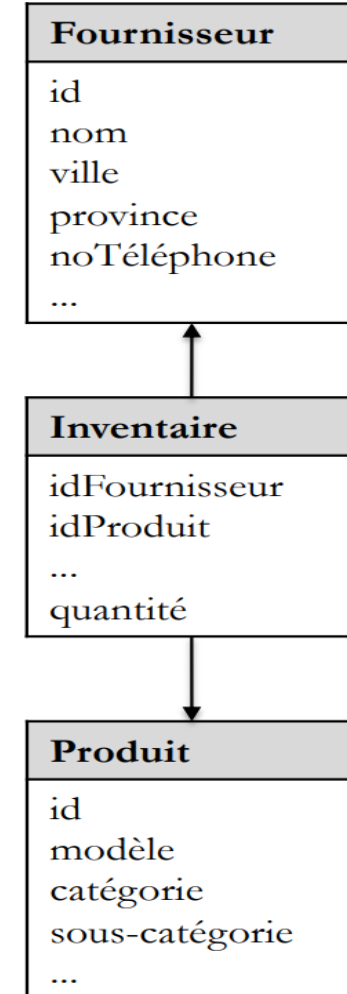 Fournisseur
id
nom
ville
province
noTéléphone
...
Inventaire
idFournisseur
idProduit
...
quantité
Produit
id
modèle
catégorie
sous-catégorie
...